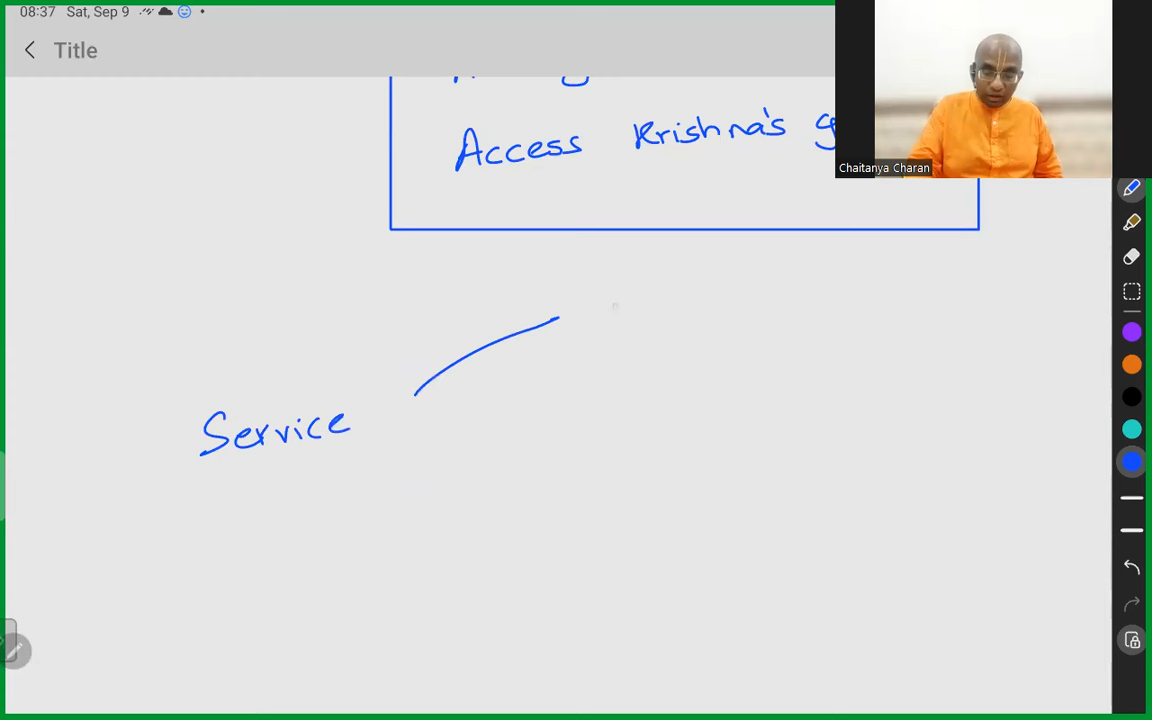 08:37 Sat, Sep 9
Title
Access Krishna's
Chaitanya Charan
Service